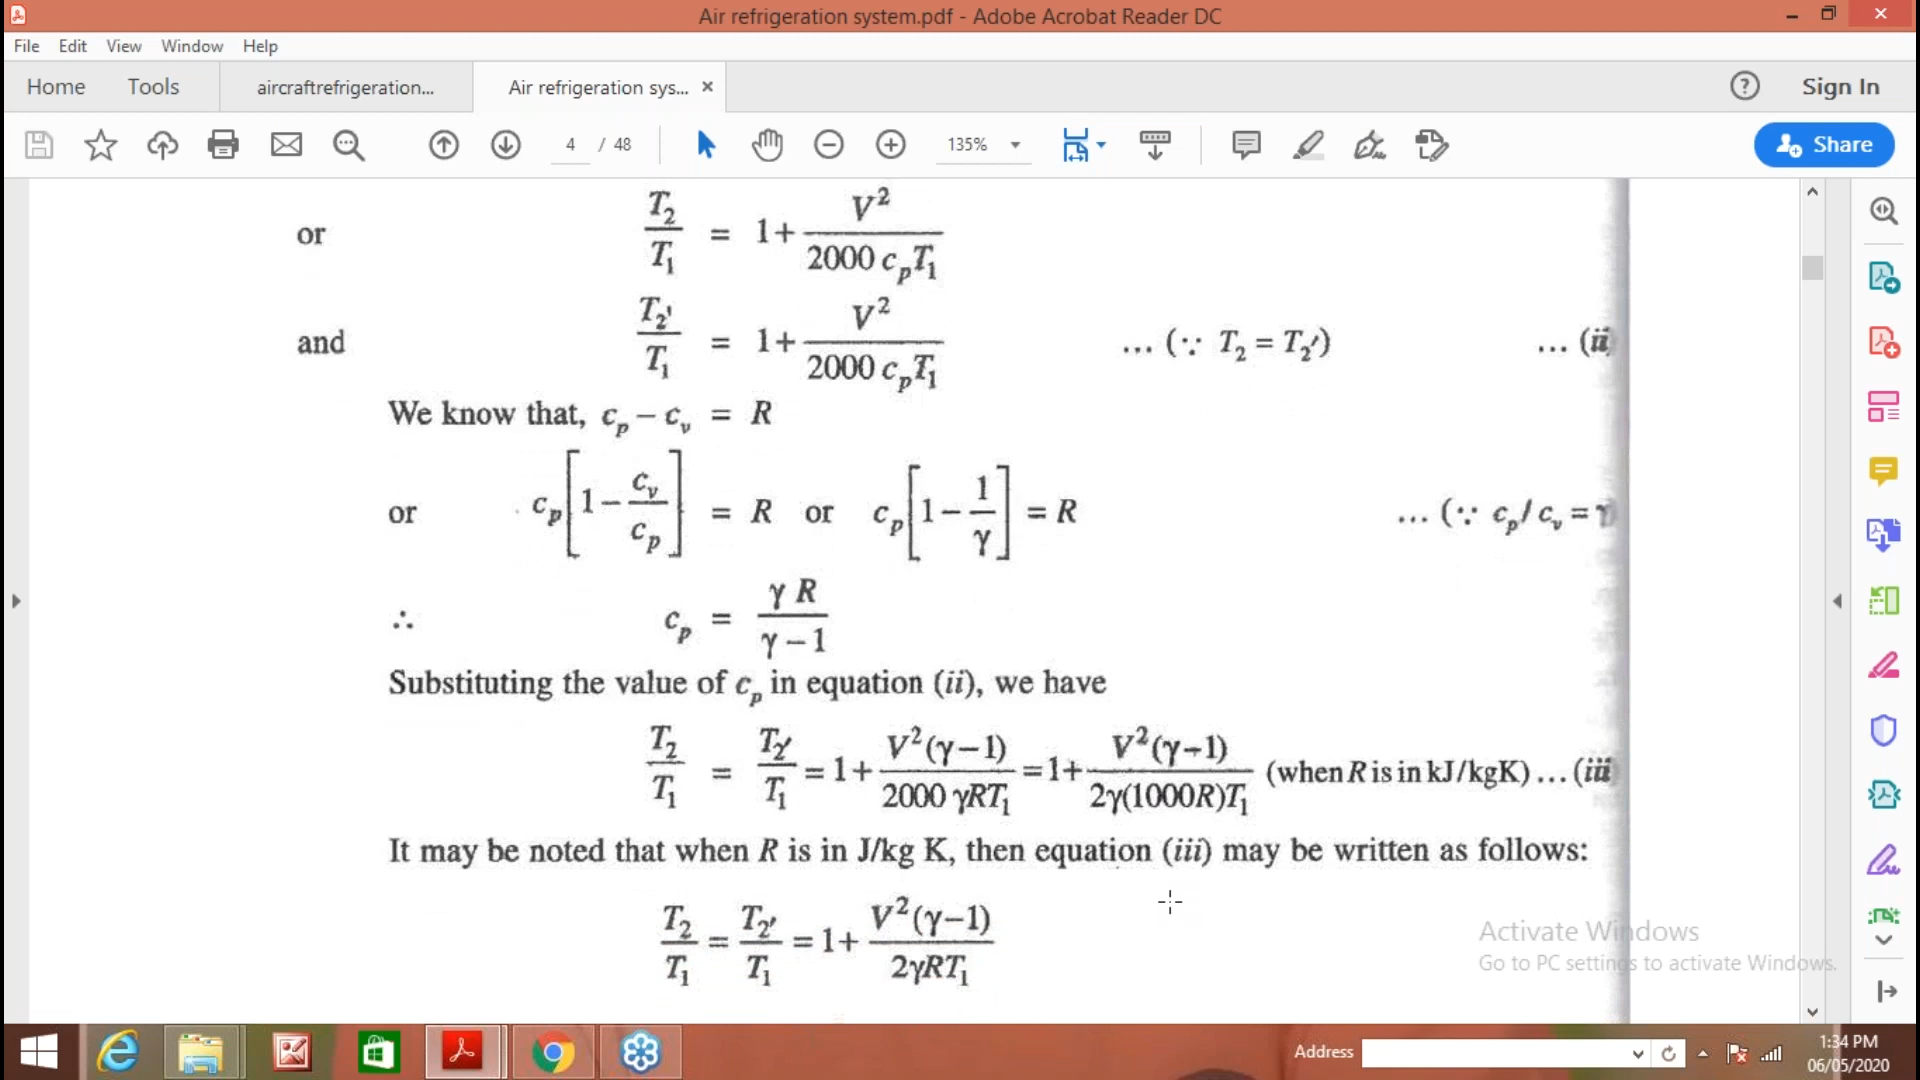 Air refrigeration system.pdf - Adobe Acrobat Reader DC
File Edit View Window Help
Home Tools aircraftrefrigeration... Air refrigeration sys... × Sign In
4 / 48 135% Share
or T₂/T₁ = 1 + V²/(2000 c_p T₁)
and T₂'/T₁ = 1 + V²/(2000 c_p T₁) ... (∵ T₂ = T₂') ... (ii)
We know that, c_p − c_v = R
or c_p[1 − c_v/c_p] = R or c_p[1 − 1/γ] = R ... (∵ c_p / c_v = γ
∴ c_p = γ R/(γ − 1)
Substituting the value of c_p in equation (ii), we have
T₂/T₁ = T₂'/T₁ = 1 + V²(γ−1)/(2000 γRT₁) = 1 + V²(γ−1)/(2γ(1000R)T₁) (when R is in kJ/kgK) ... (iii)
It may be noted that when R is in J/kg K, then equation (iii) may be written as follows:
T₂/T₁ = T₂'/T₁ = 1 + V²(γ−1)/(2γRT₁)
Activate Windows
Go to PC settings to activate Windows.
Address
1:34 PM
06/05/2020